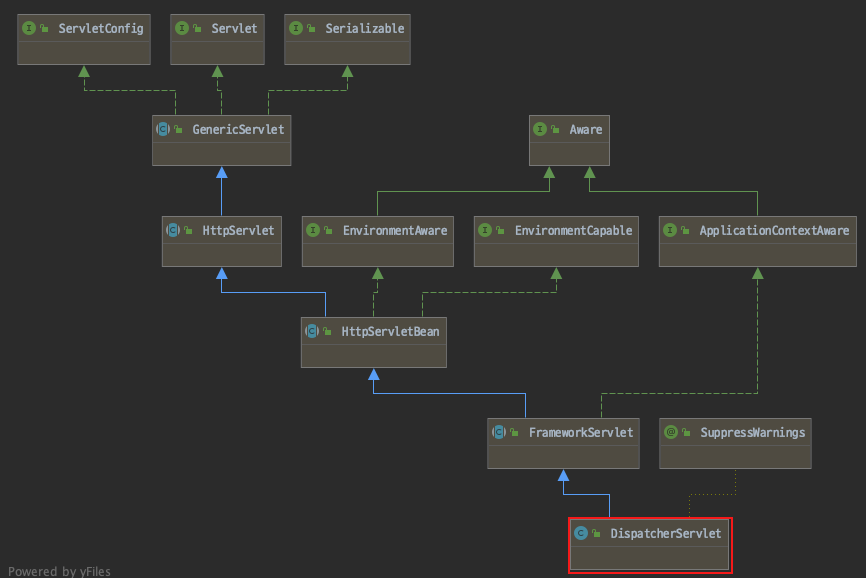 ServletConfig
Servlet
Serializable
GenericServlet
Aware
HttpServlet
EnvironmentAware
EnvironmentCapable
ApplicationContextAware
HttpServletBean
FrameworkServlet
SuppressWarnings
DispatcherServlet
Powered by yFiles